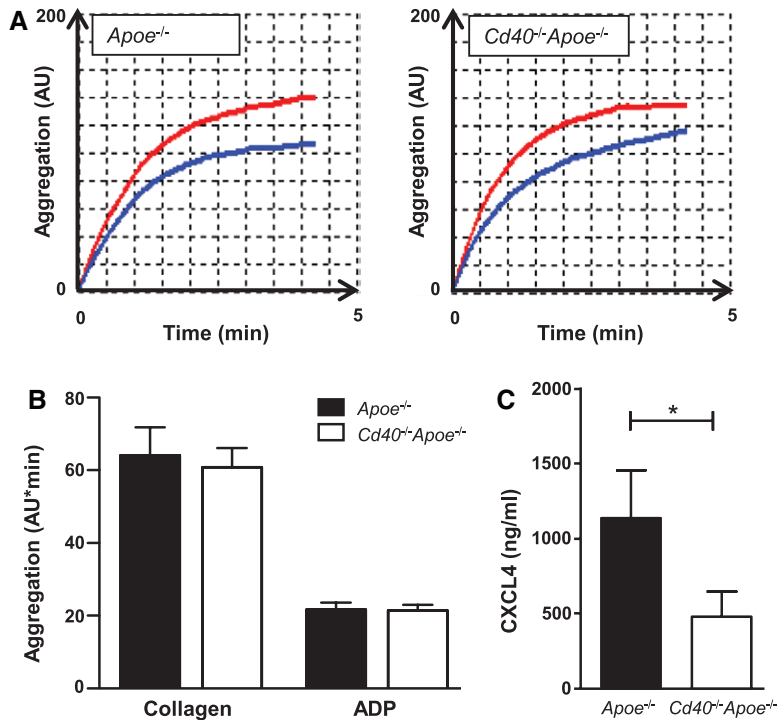 A
200
Apoe-/-
Aggregation (AU)
0
0
5
Time (min)
200
Cd40-/-Apoe-/-
Aggregation (AU)
0
0
5
Time (min)
B
80
60
40
20
0
Aggregation (AU*min)
Apoe-/-
Cd40-/-Apoe-/-
Collagen
ADP
C
2000
1500
1000
500
0
CXCL4 (ng/ml)
*
Apoe-/-
Cd40-/-Apoe-/-